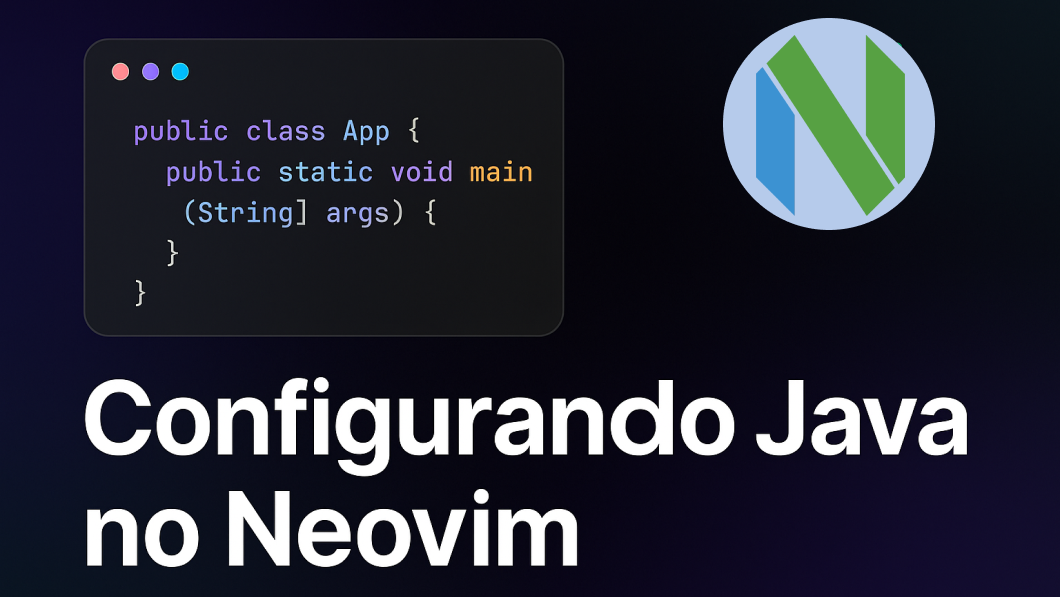 public class App {
public static void main
(String] args) {
}
}
Configurando Java
no Neovim